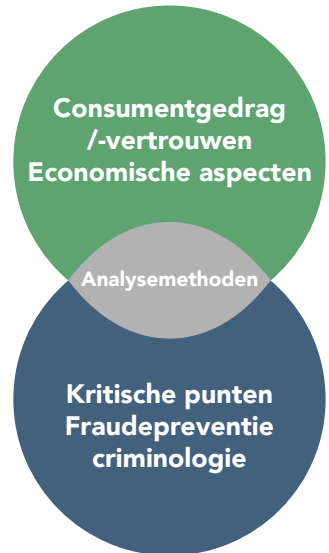 Consumentgedrag
/-vertrouwen
Economische aspecten
Analysemethoden
Kritische punten
Fraudepreventie
criminologie